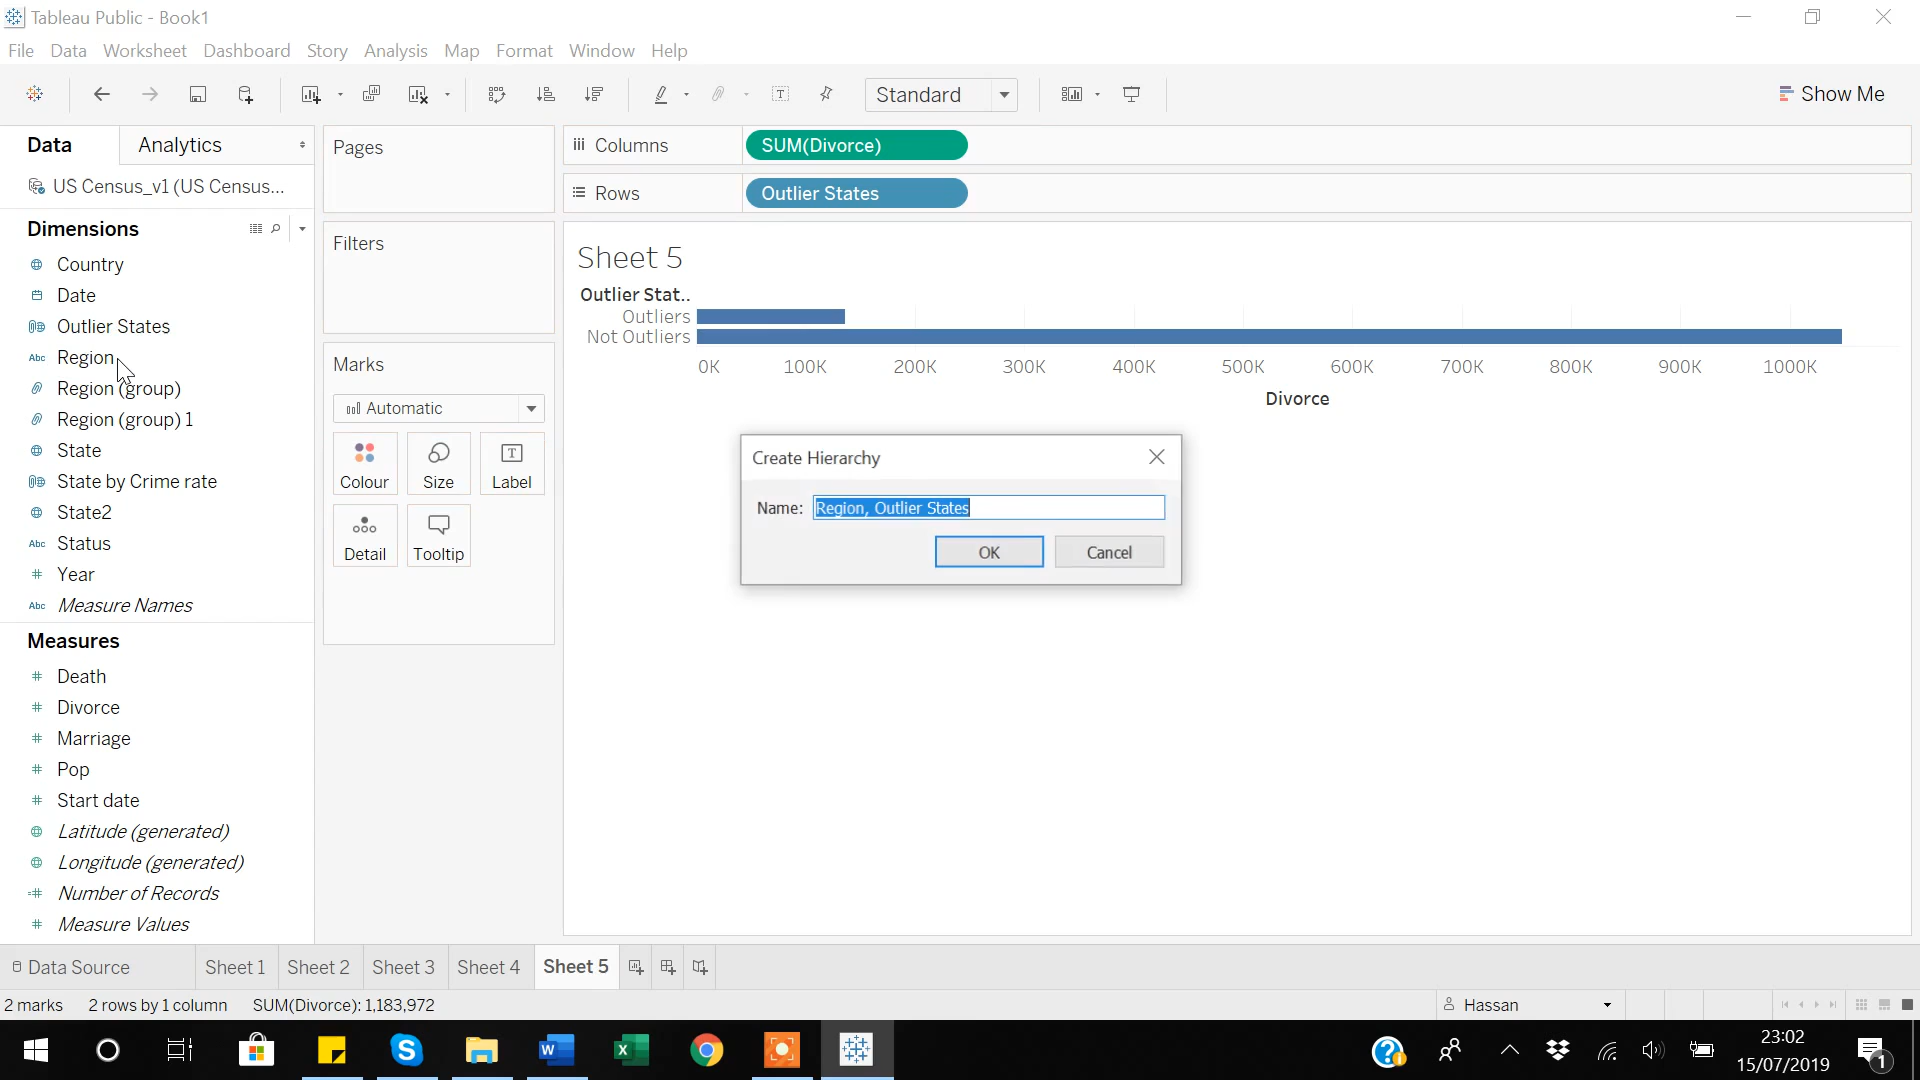 Tableau Public - Book1
File Data Worksheet Dashboard Story Analysis Map Format Window Help
Standard
Show Me
Data
Analytics
US Census_v1 (US Census...
Dimensions
Country
Date
Outlier States
Abc Region
Region (group)
Region (group) 1
State
State by Crime rate
State2
Abc Status
# Year
Abc Measure Names
Measures
# Death
# Divorce
# Marriage
# Pop
# Start date
Latitude (generated)
Longitude (generated)
=# Number of Records
# Measure Values
Pages
Filters
Marks
Automatic
Colour
Size
Label
Detail
Tooltip
Columns
SUM(Divorce)
Rows
Outlier States
Sheet 5
Outlier Stat..
Outliers
Not Outliers
0K 100K 200K 300K 400K 500K 600K 700K 800K 900K 1000K
Divorce
Create Hierarchy
Name: Region, Outlier States
OK
Cancel
Data Source Sheet 1 Sheet 2 Sheet 3 Sheet 4 Sheet 5
2 marks 2 rows by 1 column SUM(Divorce): 1,183,972
Hassan
23:02
15/07/2019
1